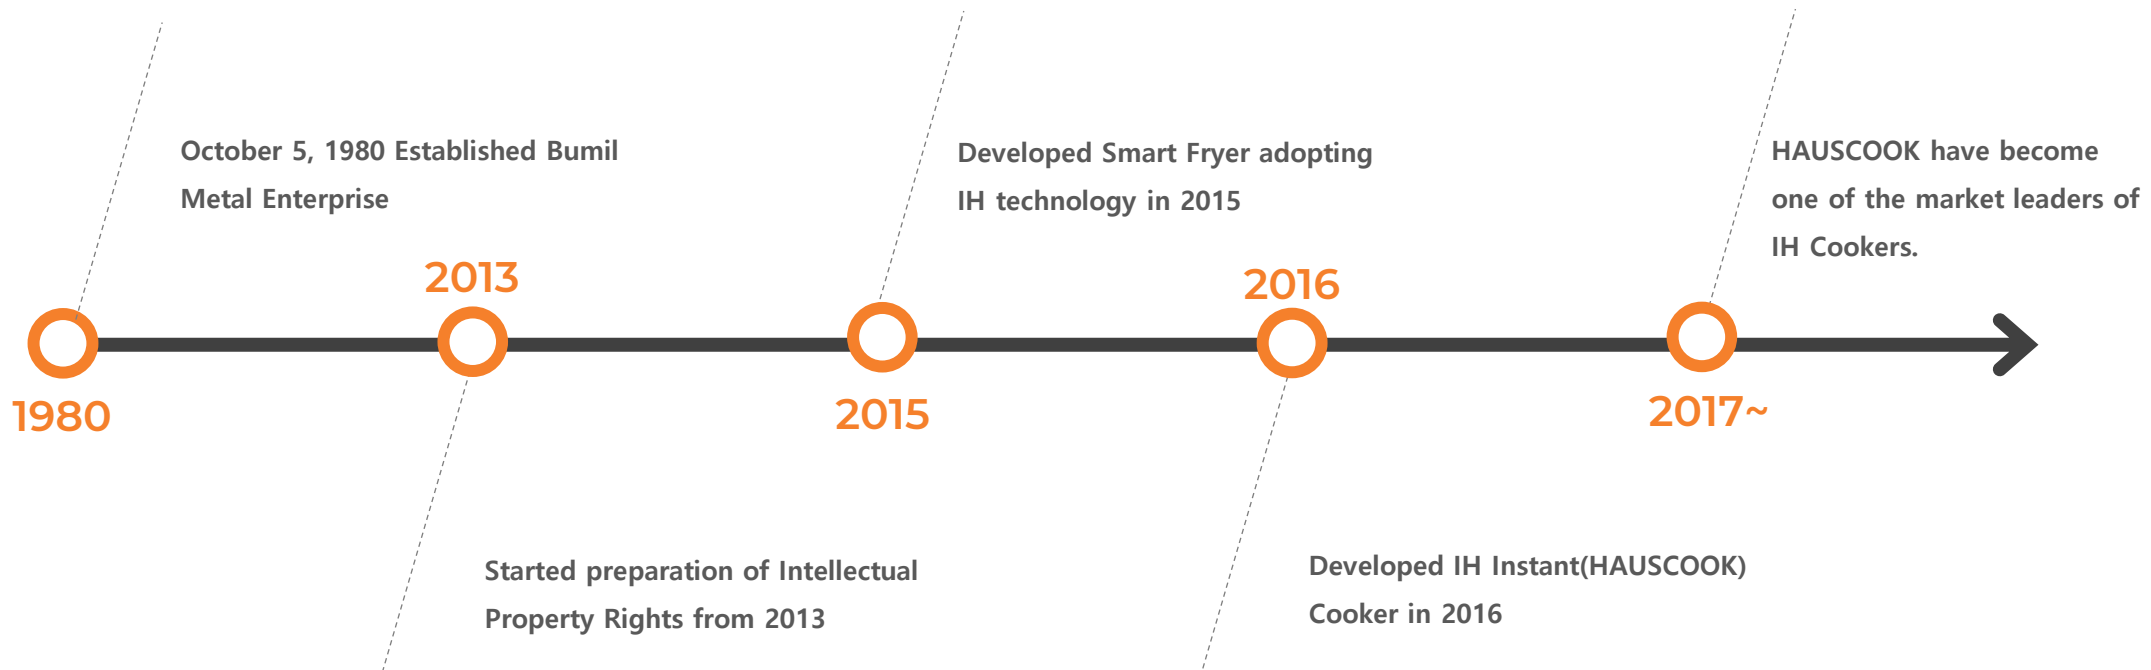 October 5, 1980 Established Bumil
Metal Enterprise
1980
2013
Started preparation of Intellectual
Property Rights from 2013
Developed Smart Fryer adopting
IH technology in 2015
2015
2016
Developed IH Instant(HAUSCOOK)
Cooker in 2016
HAUSCOOK have become
one of the market leaders of
IH Cookers.
2017~